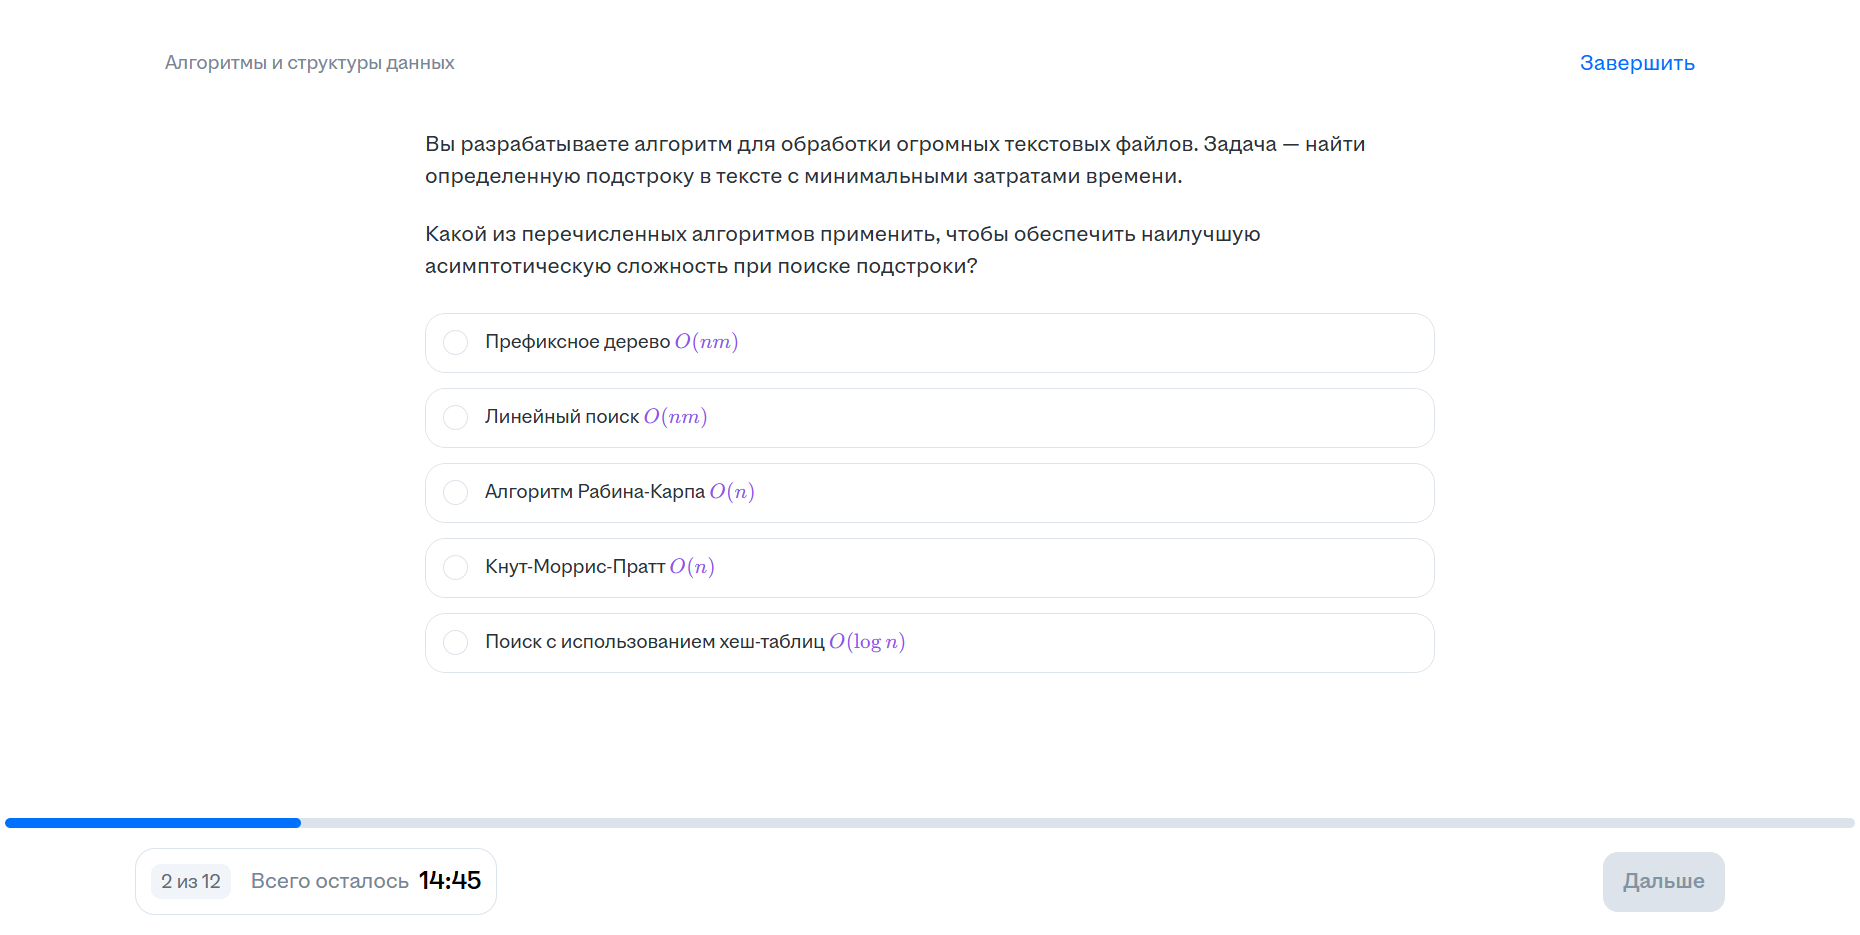 Алгоритмы и структуры данных
Завершить
Вы разрабатываете алгоритм для обработки огромных текстовых файлов. Задача — найти
определенную подстроку в тексте с минимальными затратами времени.
Какой из перечисленных алгоритмов применить, чтобы обеспечить наилучшую
асимптотическую сложность при поиске подстроки?
Префиксное дерево O(nm)
Линейный поиск O(nm)
Алгоритм Рабина-Карпа O(n)
Кнут-Моррис-Пратт O(n)
Поиск с использованием хеш-таблиц O(log n)
2 из 12
Всего осталось 14:45
Дальше